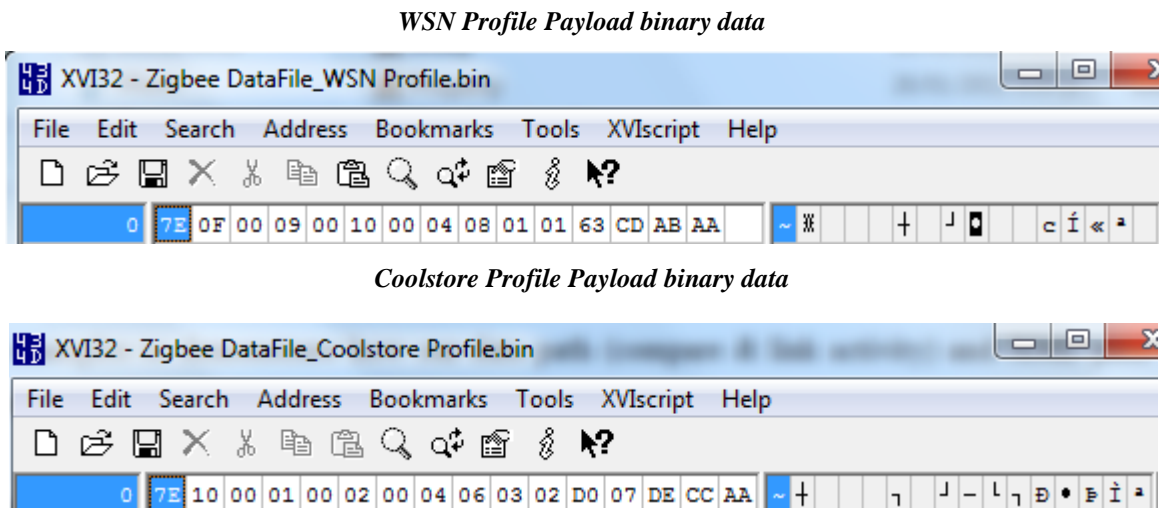 WSN Profile Payload binary data
XVI32 - Zigbee DataFile_WSN Profile.bin
File Edit Search Address Bookmarks Tools XVIscript Help
0 7E 0F 00 09 00 10 00 04 08 01 01 63 CD AB AA ~ ¤ ┼ ┘ ◘ c Í « ª
Coolstore Profile Payload binary data
XVI32 - Zigbee DataFile_Coolstore Profile.bin
File Edit Search Address Bookmarks Tools XVIscript Help
0 7E 10 00 01 00 02 00 04 06 03 02 D0 07 DE CC AA ~ ┼ ┐ ┘ ─ └ ┐ Ð • Þ Ì ª